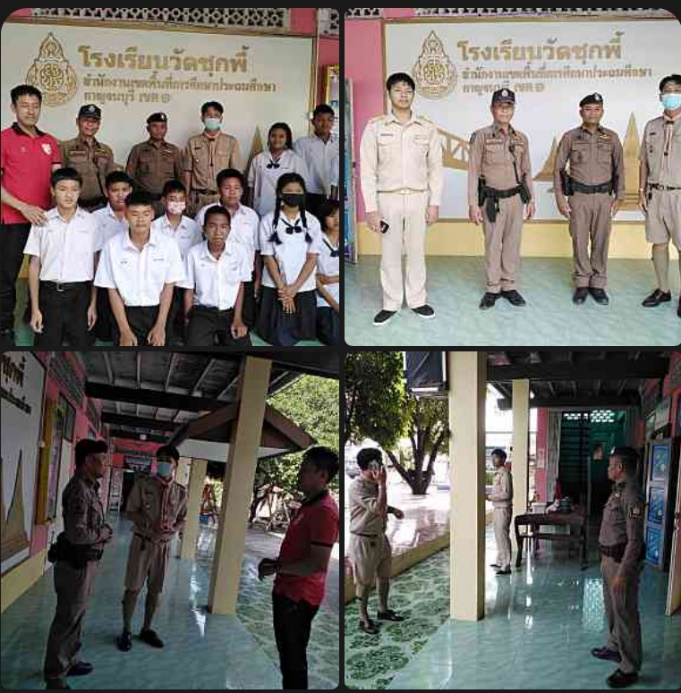 โรงเรียนวัดชุกพี้
สำนักงานเขตพื้นที่การศึกษาประถมศึกษา
กาญจนบุรี เขต ๑
โรงเรียนวัดชุกพี้
สำนักงานเขตพื้นที่การศึกษาประถมศึกษา
กาญจนบุรี เขต ๑